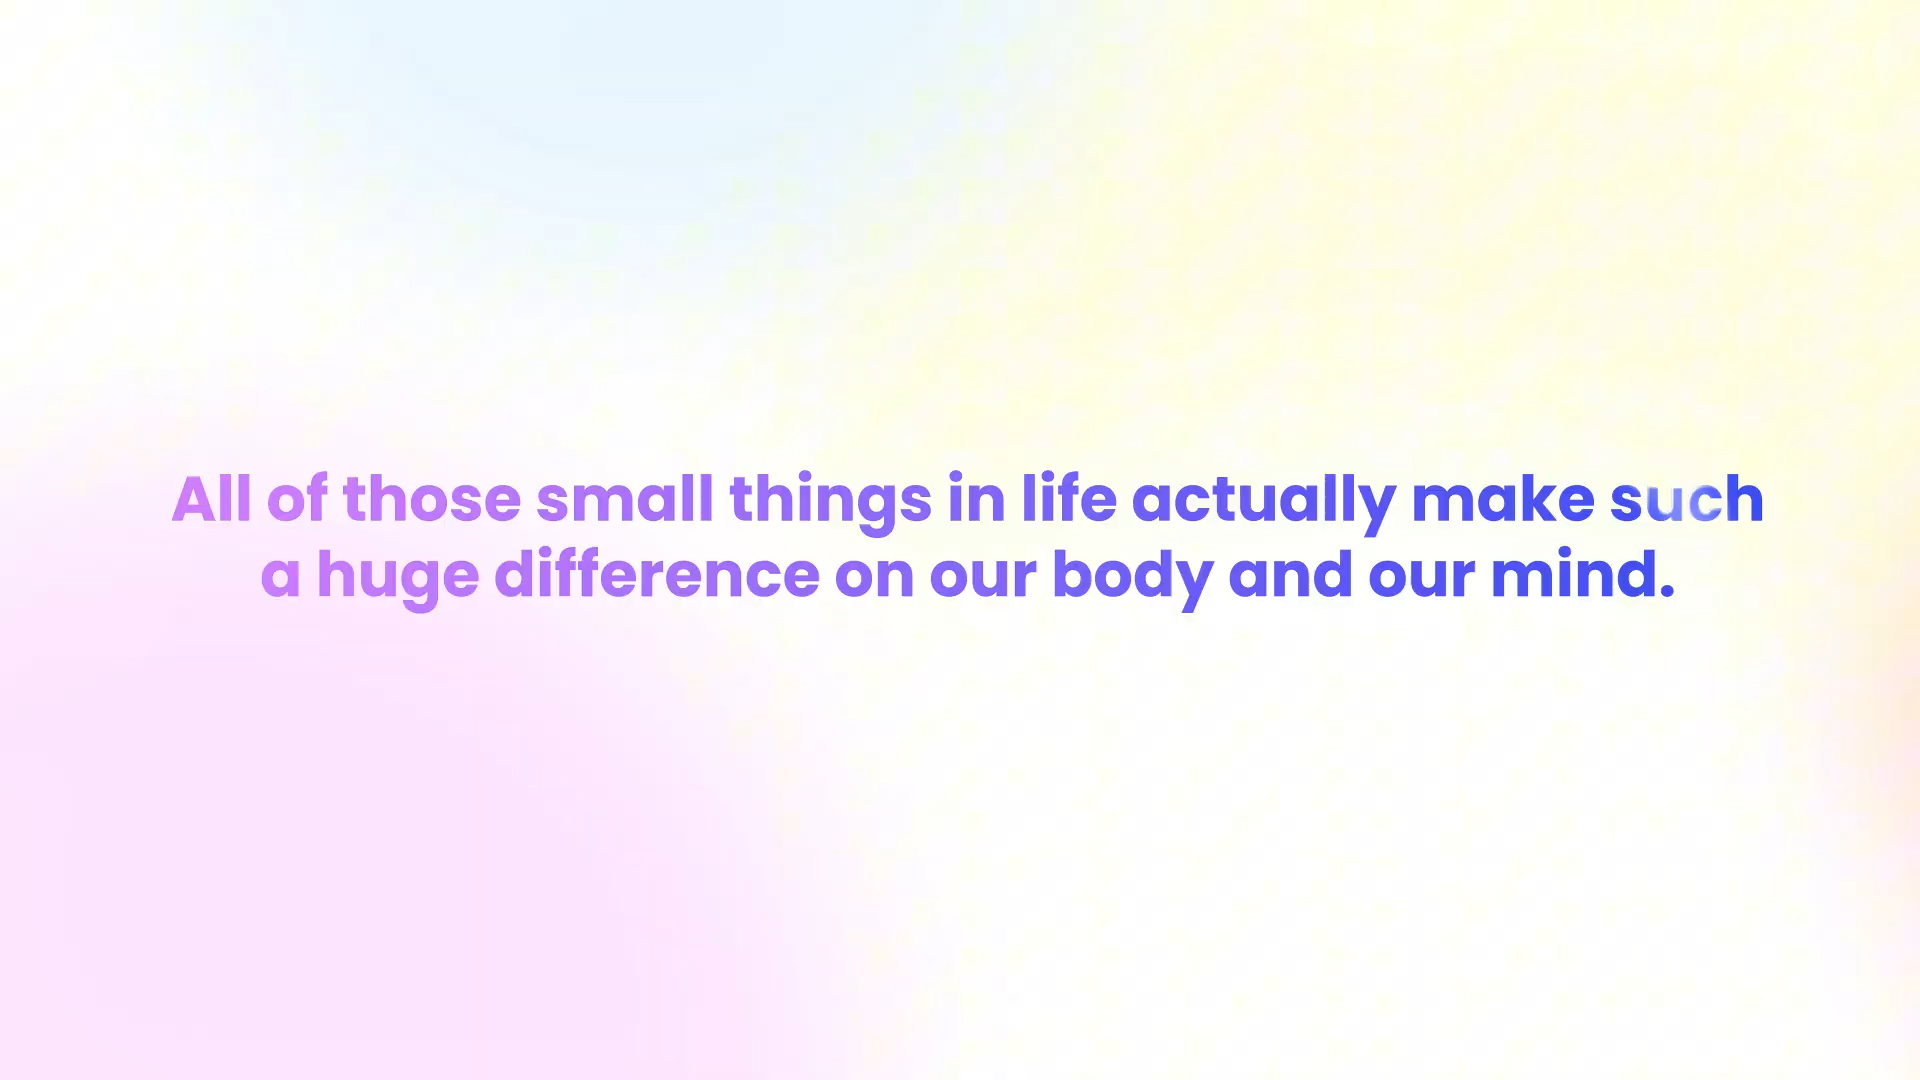 All of those small things in life actually make such
a huge difference on our body and our mind.